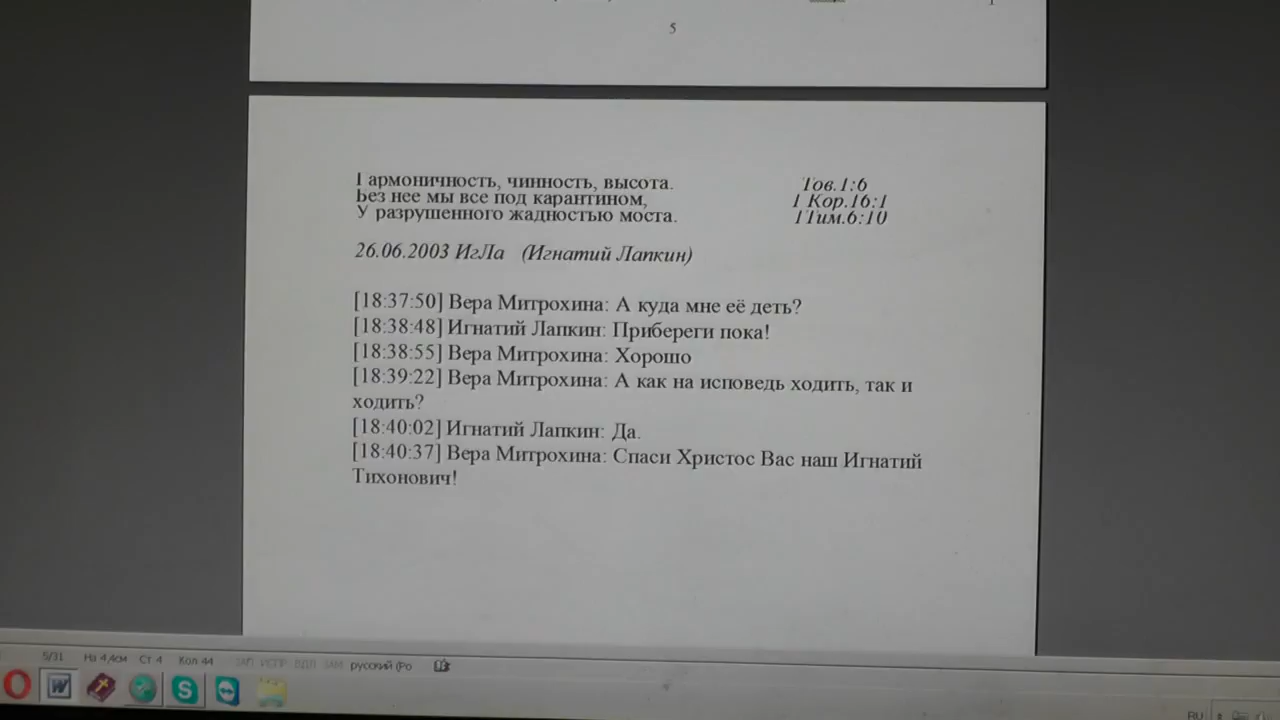 5
Гармоничность, чинность, высота. Тов.1:6
Без нее мы все под карантином, 1 Кор.16:1
У разрушенного жадностью моста. 1Тим.6:10
26.06.2003 ИгЛа (Игнатий Лапкин)
[18:37:50] Вера Митрохина: А куда мне её деть?
[18:38:48] Игнатий Лапкин: Прибереги пока!
[18:38:55] Вера Митрохина: Хорошо
[18:39:22] Вера Митрохина: А как на исповедь ходить, так и
ходить?
[18:40:02] Игнатий Лапкин: Да.
[18:40:37] Вера Митрохина: Спаси Христос Вас наш Игнатий
Тихонович!
5/31 На 4,4см Ст 4 Кол 44 ЗАП ИСПР ВДЛ ЗАМ русский (Ро
RU